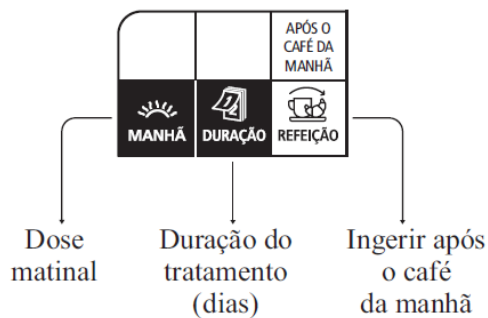 APÓS O
CAFÉ DA
MANHÃ
MANHÃ DURAÇÃO REFEIÇÃO
Dose
matinal
Duração do
tratamento
(dias)
Ingerir após
o café
da manhã